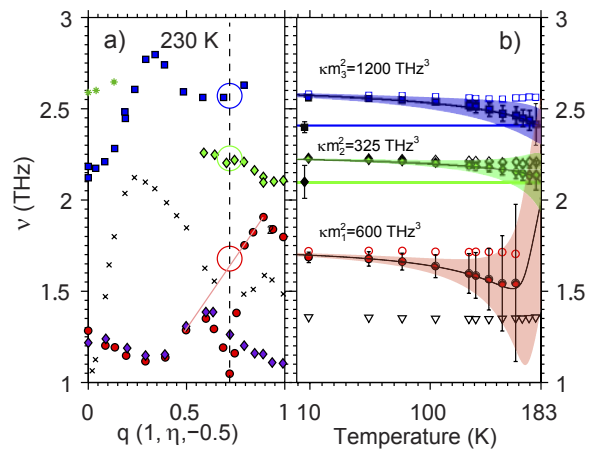 a)
230 K
b)
3
2.5
2
1.5
1
ν (THz)
0
0.5
1
q (1, η,−0.5)
κm₃²=1200 THz³
κm₂²=325 THz³
κm₁²=600 THz³
3
2.5
2
1.5
1
10
100
183
Temperature (K)